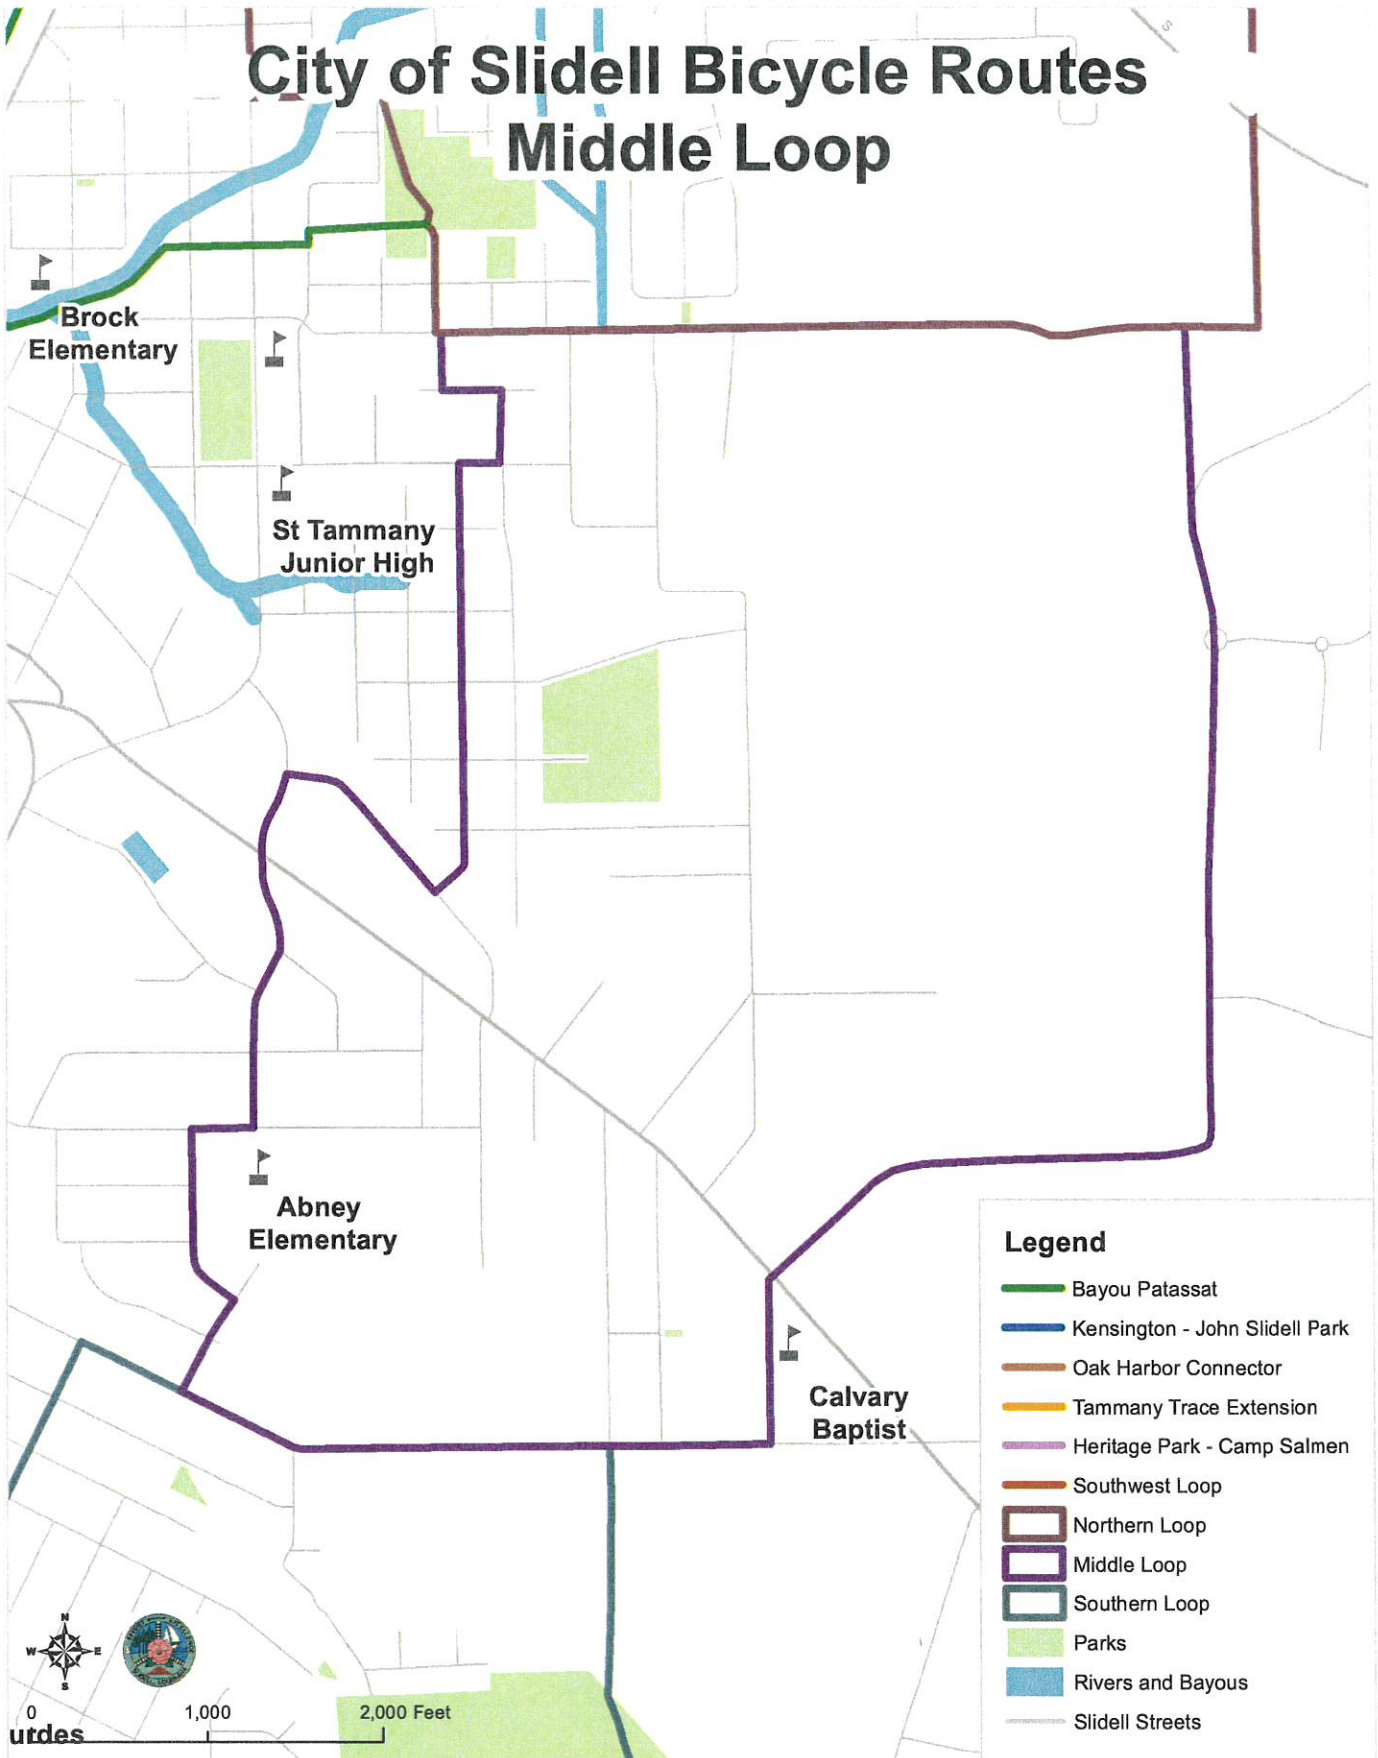 City of Slidell Bicycle Routes
Middle Loop
S
Brock
Elementary
St Tammany
Junior High
Abney
Elementary
Calvary
Baptist
Legend
Bayou Patassat
Kensington - John Slidell Park
Oak Harbor Connector
Tammany Trace Extension
Heritage Park - Camp Salmen
Southwest Loop
Northern Loop
Middle Loop
Southern Loop
Parks
Rivers and Bayous
Slidell Streets
N
W E
S
0 1,000 2,000 Feet
urdes